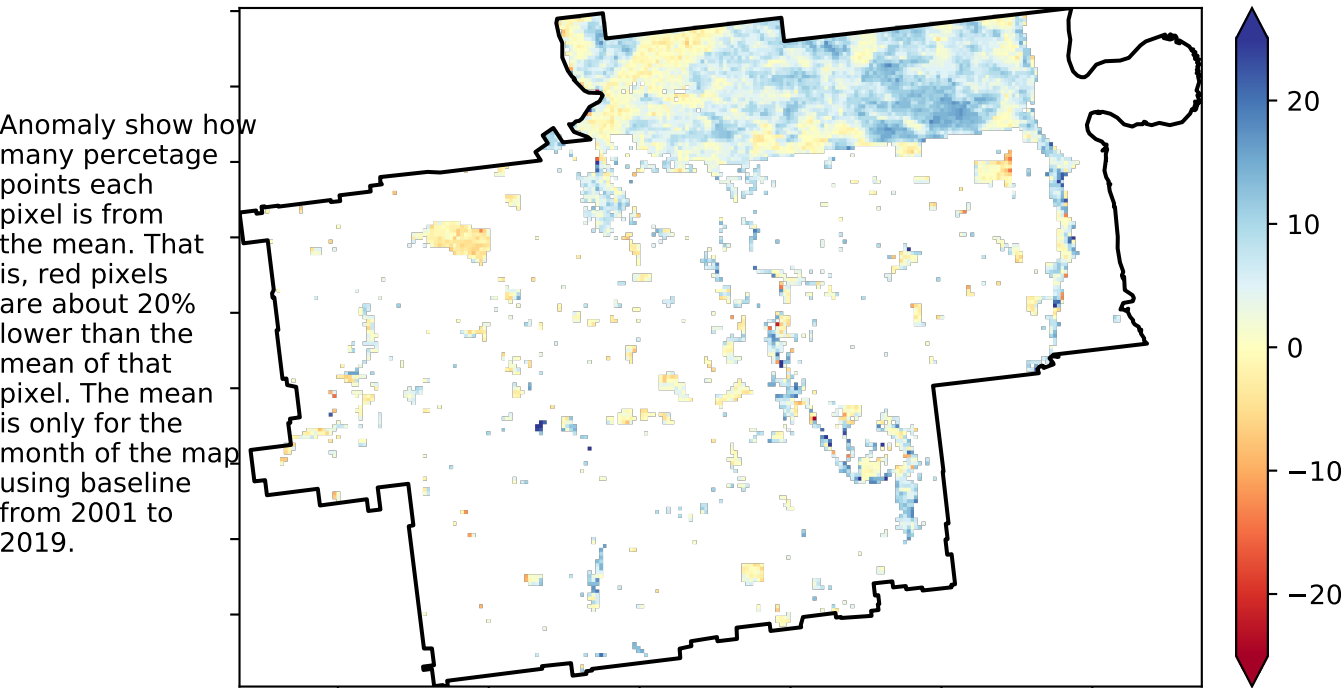 Anomaly show how
many percetage
points each
pixel is from
the mean. That
is, red pixels
are about 20%
lower than the
mean of that
pixel. The mean
is only for the
month of the map
using baseline
from 2001 to
2019.
20
10
0
−10
−20